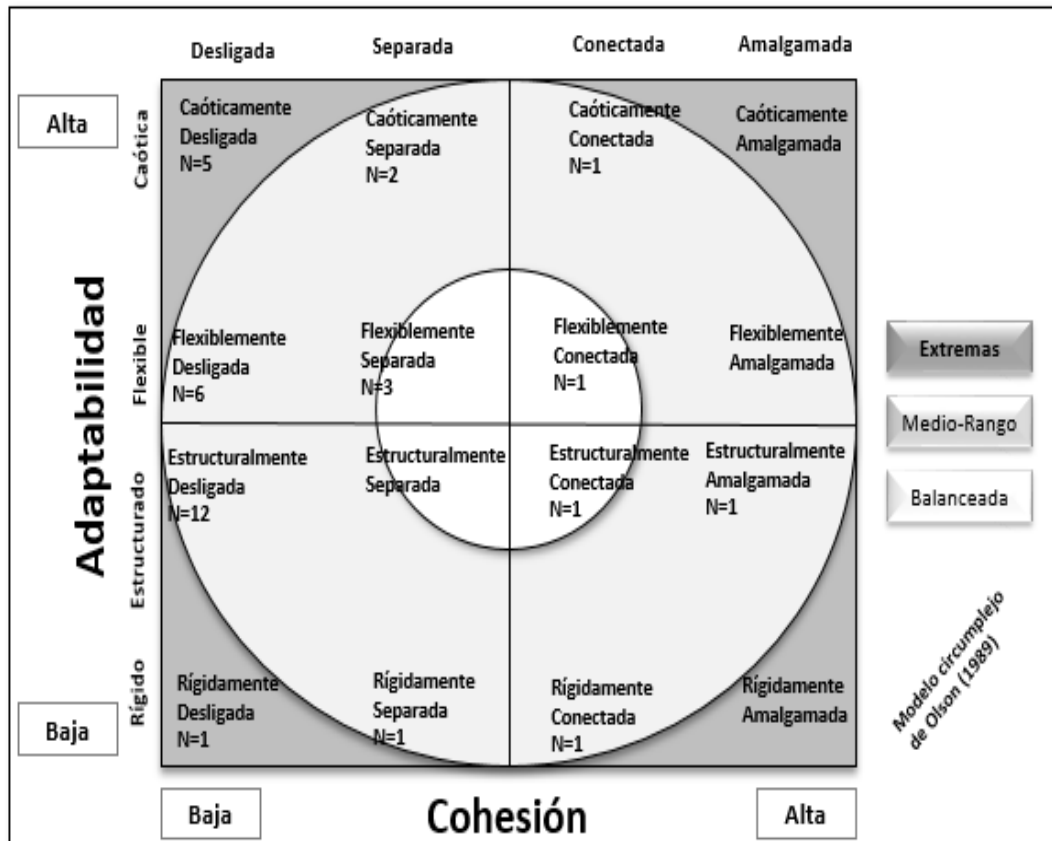 Desligada
Separada
Conectada
Amalgamada
Alta
Caótica
Caóticamente
Desligada
N=5
Caóticamente
Separada
N=2
Caóticamente
Conectada
N=1
Caóticamente
Amalgamada
Adaptabilidad
Flexible
Flexiblemente
Desligada
N=6
Flexiblemente
Separada
N=3
Flexiblemente
Conectada
N=1
Flexiblemente
Amalgamada
Extremas
Medio-Rango
Balanceada
Estructurado
Estructuralmente
Desligada
N=12
Estructuralmente
Separada
Estructuralmente
Conectada
N=1
Estructuralmente
Amalgamada
N=1
Modelo circumplejo
de Olson (1989)
Rígido
Rígidamente
Desligada
N=1
Rígidamente
Separada
N=1
Rígidamente
Conectada
N=1
Rígidamente
Amalgamada
Baja
Baja
Cohesión
Alta